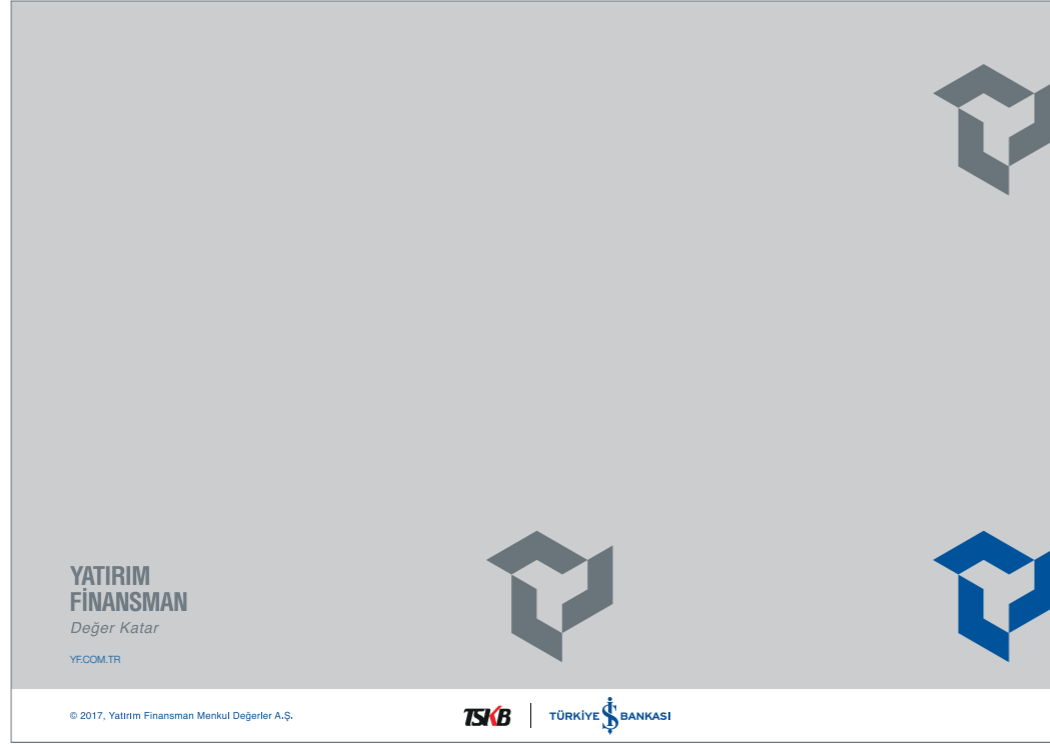 YATIRIM
FİNANSMAN
Değer Katar
YF.COM.TR
© 2017, Yatırım Finansman Menkul Değerler A.Ş.
TSKB
TÜRKİYE İŞ BANKASI